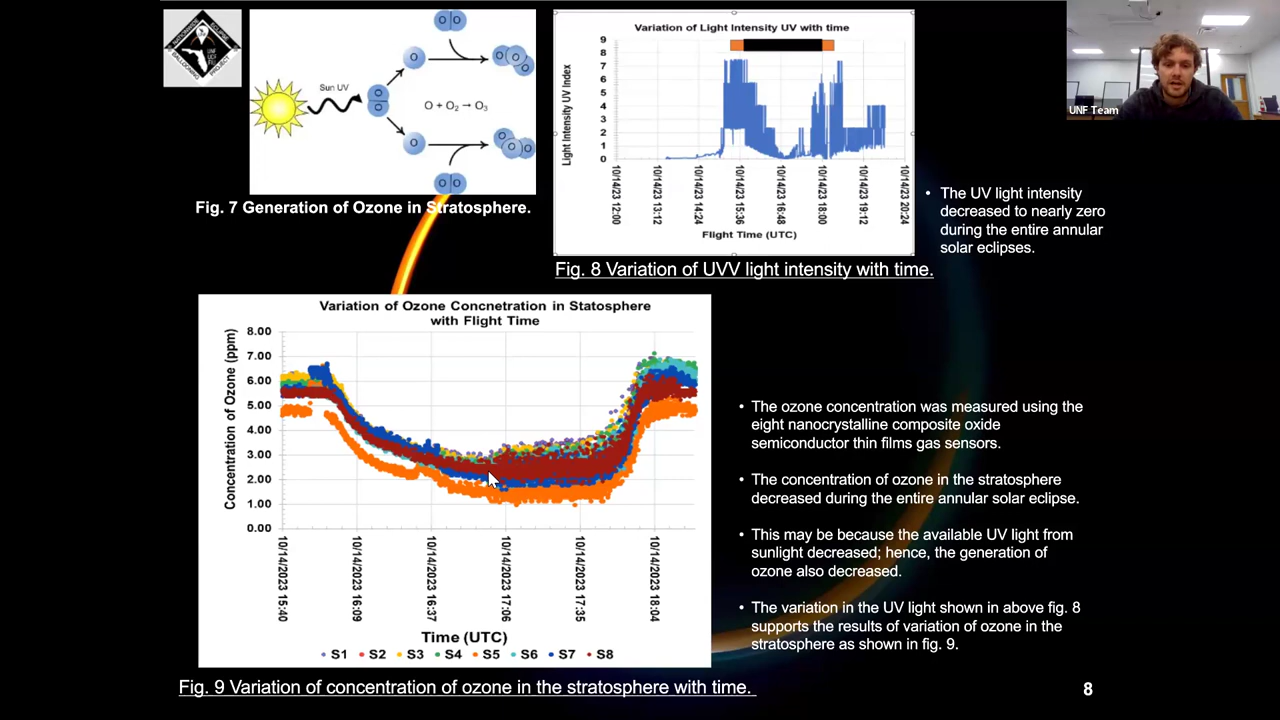 NATIONWIDE
ECLIPSE
UNF
UCF
BALLOONING
PROJECT
Sun UV
O + O₂ → O₃
O
O O
O O O
O
O
O
O O O
O O
Fig. 7 Generation of Ozone in Stratosphere.
Variation of Light Intensity UV with time
Light Intensity UV Index
9
8
7
6
5
4
3
2
1
0
10/14/23 12:00
10/14/23 13:12
10/14/23 14:24
10/14/23 15:36
10/14/23 16:48
10/14/23 18:00
10/14/23 19:12
10/14/23 20:24
Flight Time (UTC)
Fig. 8 Variation of UVV light intensity with time.
UNF Team
• The UV light intensity
decreased to nearly zero
during the entire annular
solar eclipses.
Variation of Ozone Concnetration in Statosphere
with Flight Time
Concentration of Ozone (ppm)
8.00
7.00
6.00
5.00
4.00
3.00
2.00
1.00
0.00
10/14/2023 15:40
10/14/2023 16:09
10/14/2023 16:37
10/14/2023 17:06
10/14/2023 17:35
10/14/2023 18:04
Time (UTC)
S1 S2 S3 S4 S5 S6 S7 S8
Fig. 9 Variation of concentration of ozone in the stratosphere with time.
• The ozone concentration was measured using the
eight nanocrystalline composite oxide
semiconductor thin films gas sensors.
• The concentration of ozone in the stratosphere
decreased during the entire annular solar eclipse.
• This may be because the available UV light from
sunlight decreased; hence, the generation of
ozone also decreased.
• The variation in the UV light shown in above fig. 8
supports the results of variation of ozone in the
stratosphere as shown in fig. 9.
8